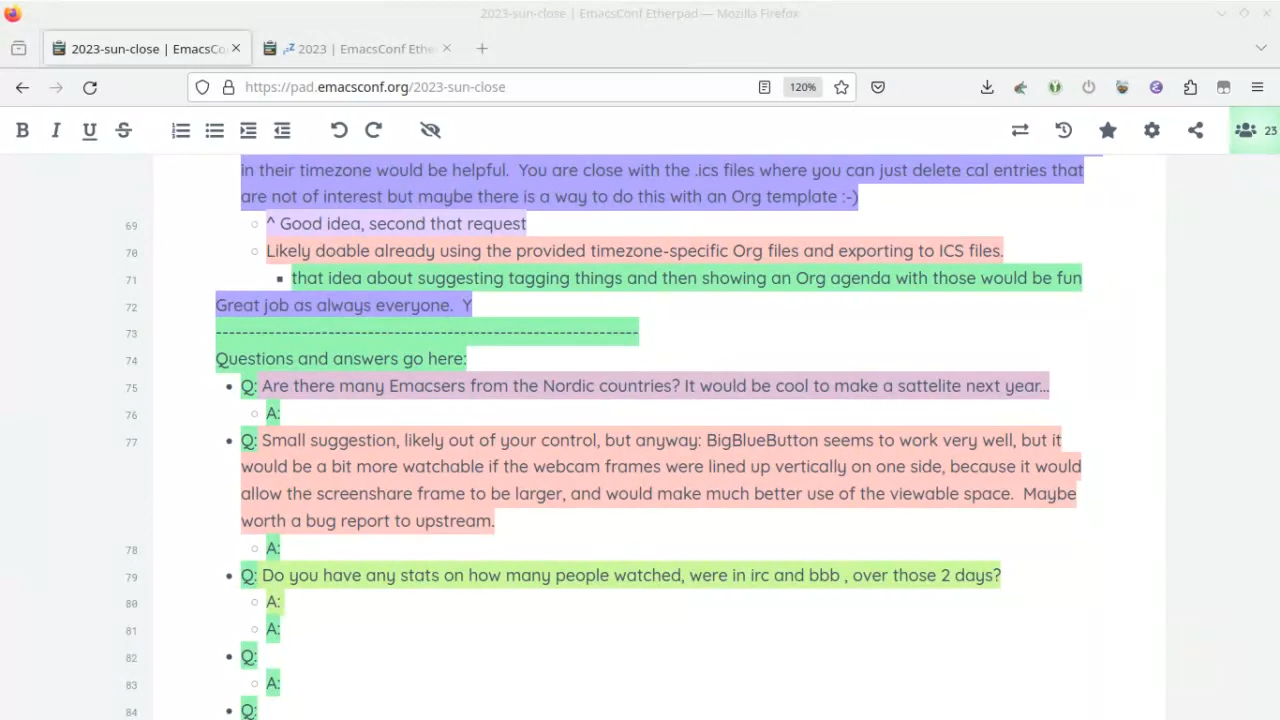 2023-sun-close | EmacsConf Etherpad — Mozilla Firefox
2023-sun-close | EmacsCo
2023 | EmacsConf Ethe
https://pad.emacsconf.org/2023-sun-close
120%
B I U S
23
in their timezone would be helpful.  You are close with the .ics files where you can just delete cal entries that
are not of interest but maybe there is a way to do this with an Org template :-)
69 ^ Good idea, second that request
70 Likely doable already using the provided timezone-specific Org files and exporting to ICS files.
71 that idea about suggesting tagging things and then showing an Org agenda with those would be fun
72 Great job as always everyone.  Y
73 ----------------------------------------------------------------
74 Questions and answers go here:
75 Q: Are there many Emacsers from the Nordic countries? It would be cool to make a sattelite next year...
76 A:
77 Q: Small suggestion, likely out of your control, but anyway: BigBlueButton seems to work very well, but it
would be a bit more watchable if the webcam frames were lined up vertically on one side, because it would
allow the screenshare frame to be larger, and would make much better use of the viewable space.  Maybe
worth a bug report to upstream.
78 A:
79 Q: Do you have any stats on how many people watched, were in irc and bbb , over those 2 days?
80 A:
81 A:
82 Q:
83 A:
84 Q: